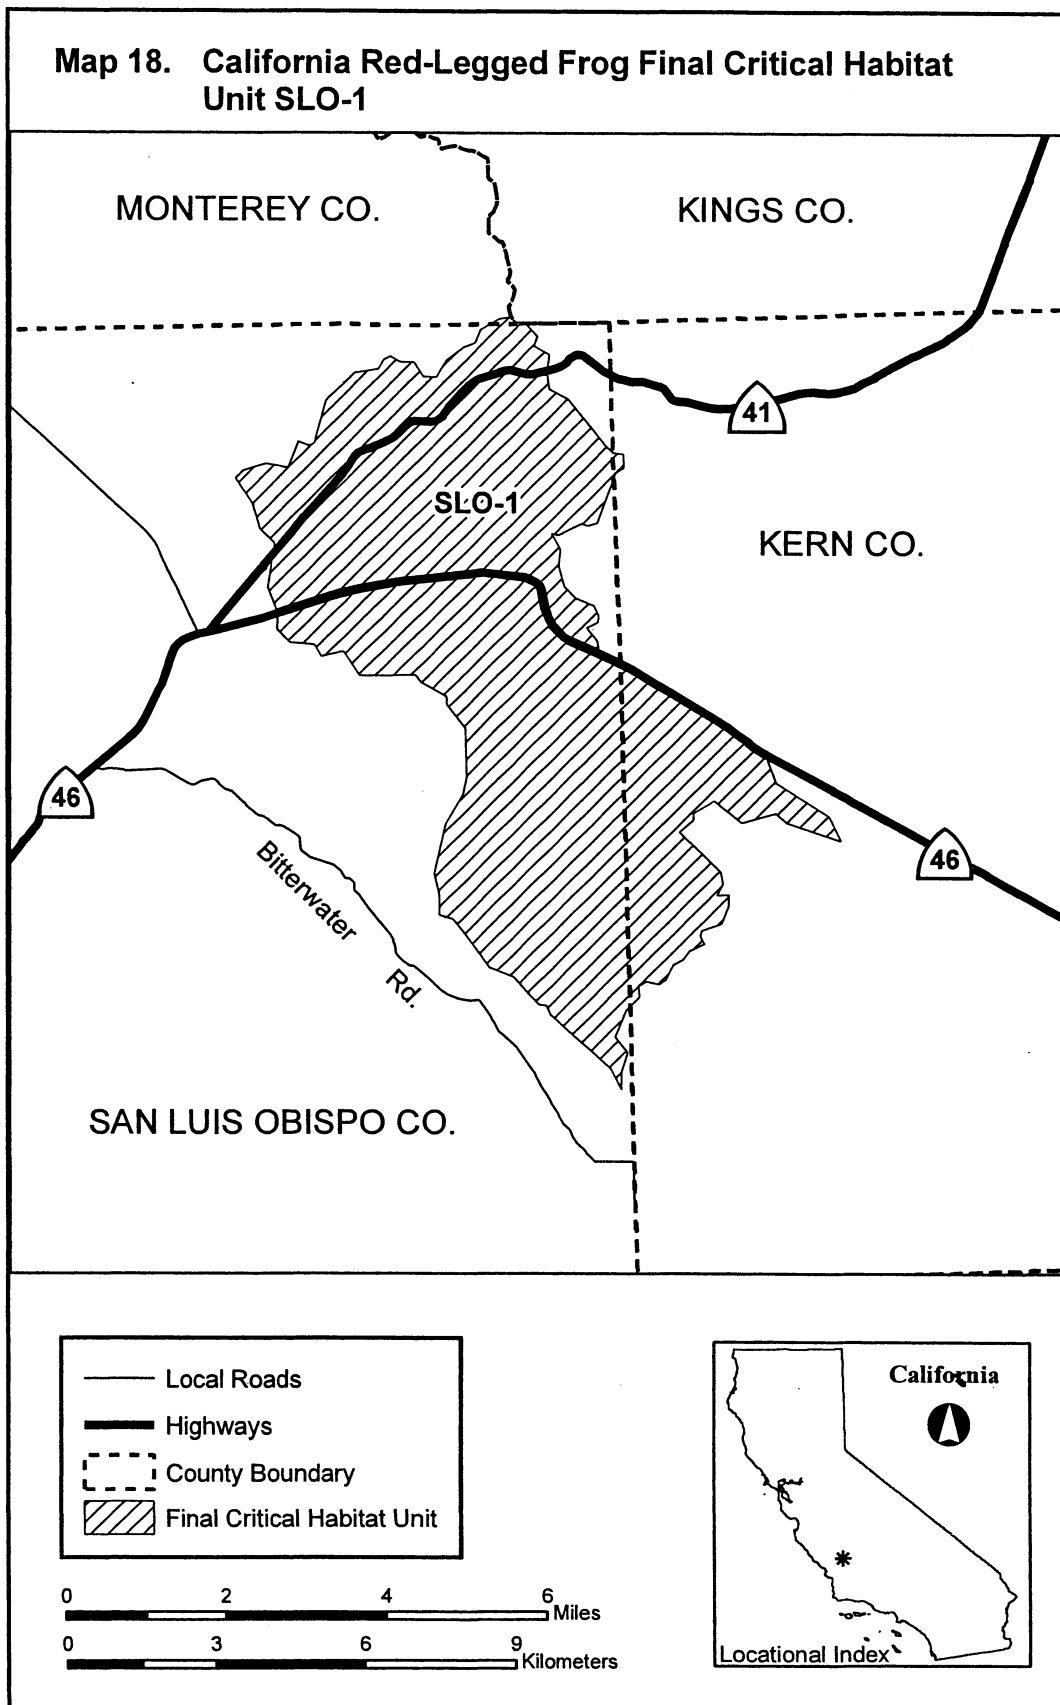 Map 18. California Red-Legged Frog Final Critical Habitat
Unit SLO-1
MONTEREY CO.
KINGS CO.
41
SLO-1
KERN CO.
46
46
Bitterwater
Rd.
SAN LUIS OBISPO CO.
Local Roads
Highways
County Boundary
Final Critical Habitat Unit
0 2 4 6
Miles
0 3 6 9
Kilometers
California
Locational Index